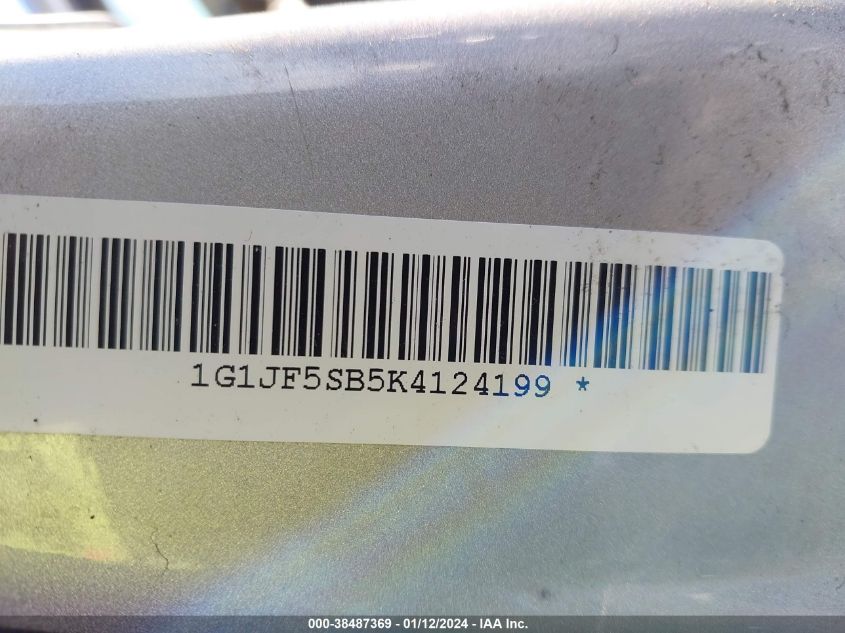 1G1JF5SB5K4124199 *
000-38487369 - 01/12/2024 - IAA Inc.